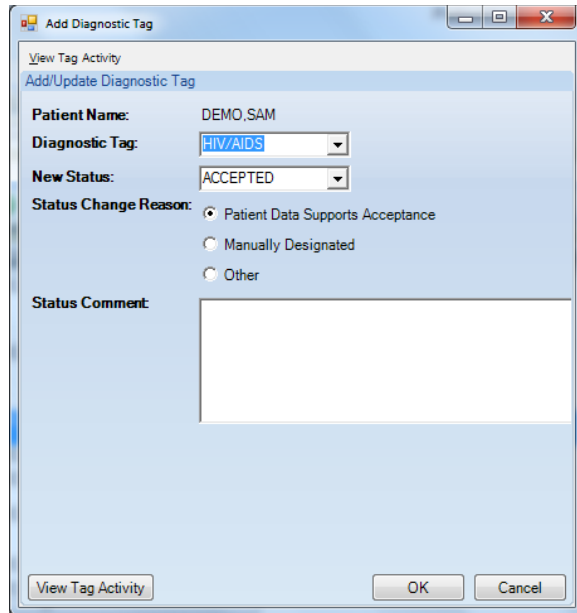 Add Diagnostic Tag
View Tag Activity
Add/Update Diagnostic Tag
Patient Name: DEMO,SAM
Diagnostic Tag: HIV/AIDS
New Status: ACCEPTED
Status Change Reason: Patient Data Supports Acceptance
Manually Designated
Other
Status Comment:
View Tag Activity OK Cancel